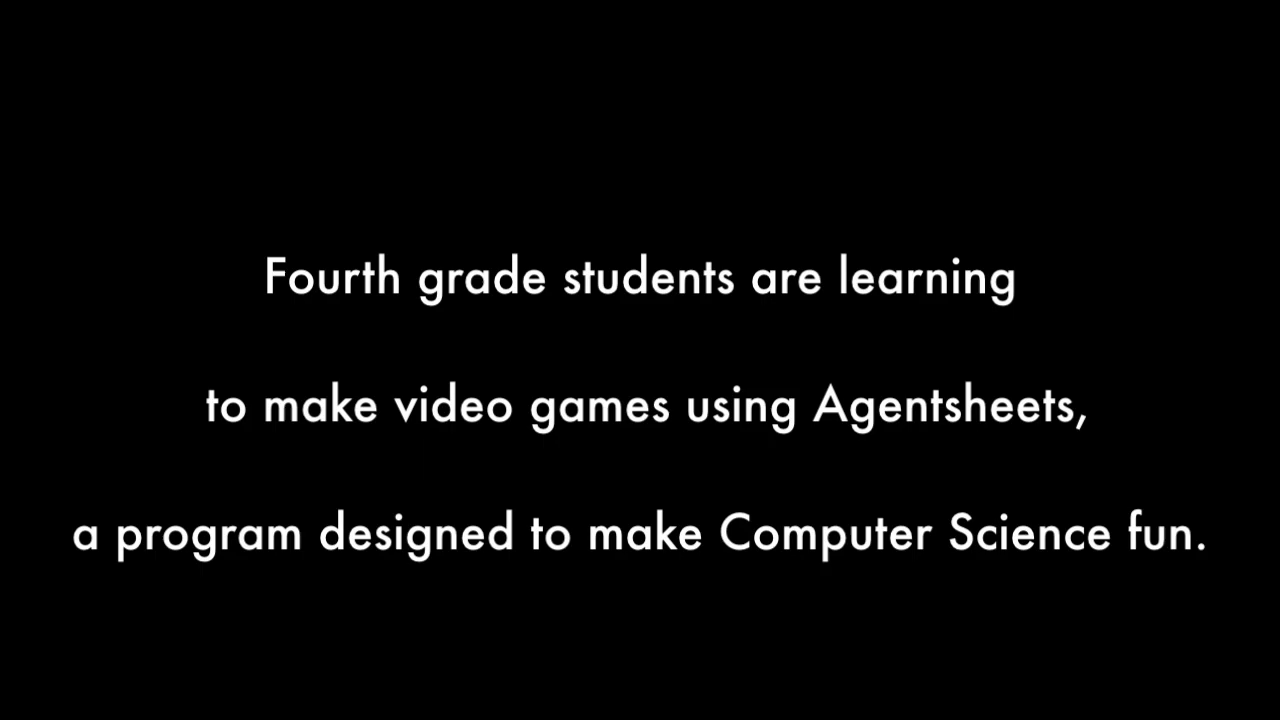 Fourth grade students are learning
to make video games using Agentsheets,
a program designed to make Computer Science fun.